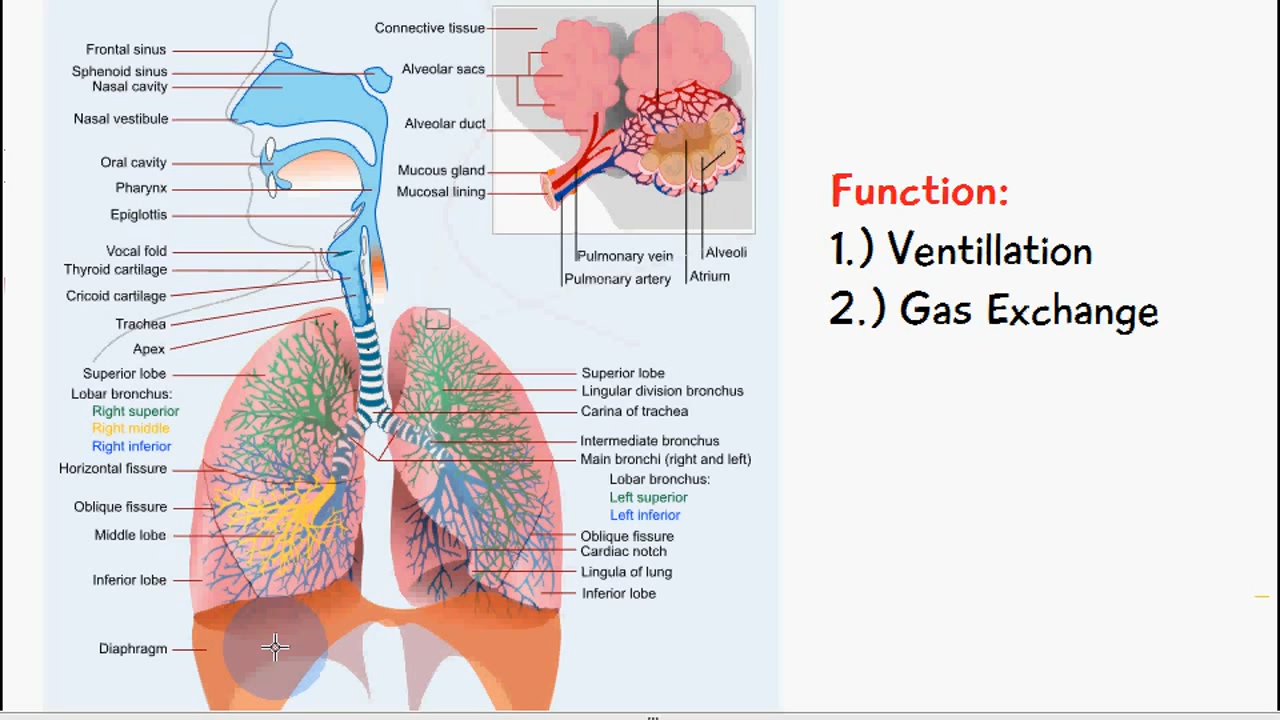 Frontal sinus
Sphenoid sinus
Nasal cavity
Nasal vestibule
Oral cavity
Pharynx
Epiglottis
Vocal fold
Thyroid cartilage
Cricoid cartilage
Trachea
Apex
Superior lobe
Lobar bronchus:
Right superior
Right middle
Right inferior
Horizontal fissure
Oblique fissure
Middle lobe
Inferior lobe
Diaphragm
Connective tissue
Alveolar sacs
Alveolar duct
Mucous gland
Mucosal lining
Pulmonary vein
Alveoli
Pulmonary artery
Atrium
Superior lobe
Lingular division bronchus
Carina of trachea
Intermediate bronchus
Main bronchi (right and left)
Lobar bronchus:
Left superior
Left inferior
Oblique fissure
Cardiac notch
Lingula of lung
Inferior lobe
Function:
1.) Ventillation
2.) Gas Exchange